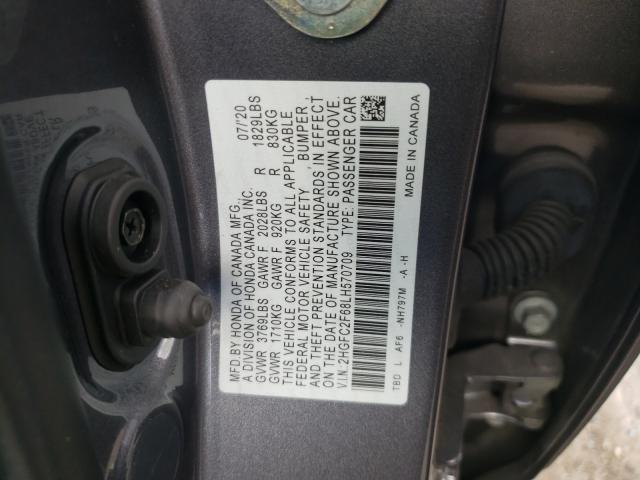 MFD.BY HONDA OF CANADA MFG. 07/'20
A DIVISION OF HONDA CANADA INC.
GVWR 3769LBS GAWR F 2028LBS R 1829LBS
GVWR 1710KG GAWR F 920KG R 830KG
THIS VEHICLE CONFORMS TO ALL APPLICABLE
FEDERAL MOTOR VEHICLE SAFETY, BUMPER,
AND THEFT PREVENTION STANDARDS IN EFFECT
ON THE DATE OF MANUFACTURE SHOWN ABOVE.
V.I.N. 2HGFC2F68LH570709 TYPE: PASSENGER CAR
TBD L AF6 -NH797M -A-H
MADE IN CANADA